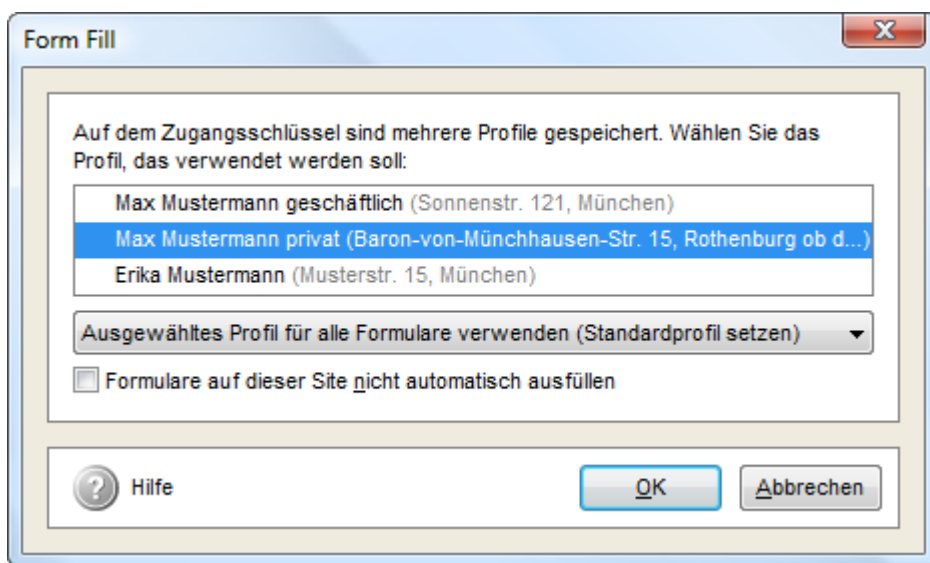 Form Fill
Auf dem Zugangsschlüssel sind mehrere Profile gespeichert. Wählen Sie das
Profil, das verwendet werden soll:
Max Mustermann geschäftlich (Sonnenstr. 121, München)
Max Mustermann privat (Baron-von-Münchhausen-Str. 15, Rothenburg ob d...)
Erika Mustermann (Musterstr. 15, München)
Ausgewähltes Profil für alle Formulare verwenden (Standardprofil setzen)
Formulare auf dieser Site nicht automatisch ausfüllen
? Hilfe OK Abbrechen